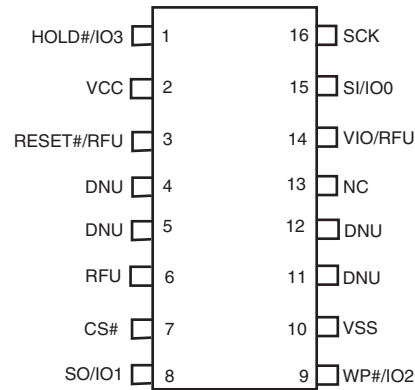 HOLD#/IO3 1 16 SCK
VCC 2 15 SI/IO0
RESET#/RFU 3 14 VIO/RFU
DNU 4 13 NC
DNU 5 12 DNU
RFU 6 11 DNU
CS# 7 10 VSS
SO/IO1 8 9 WP#/IO2